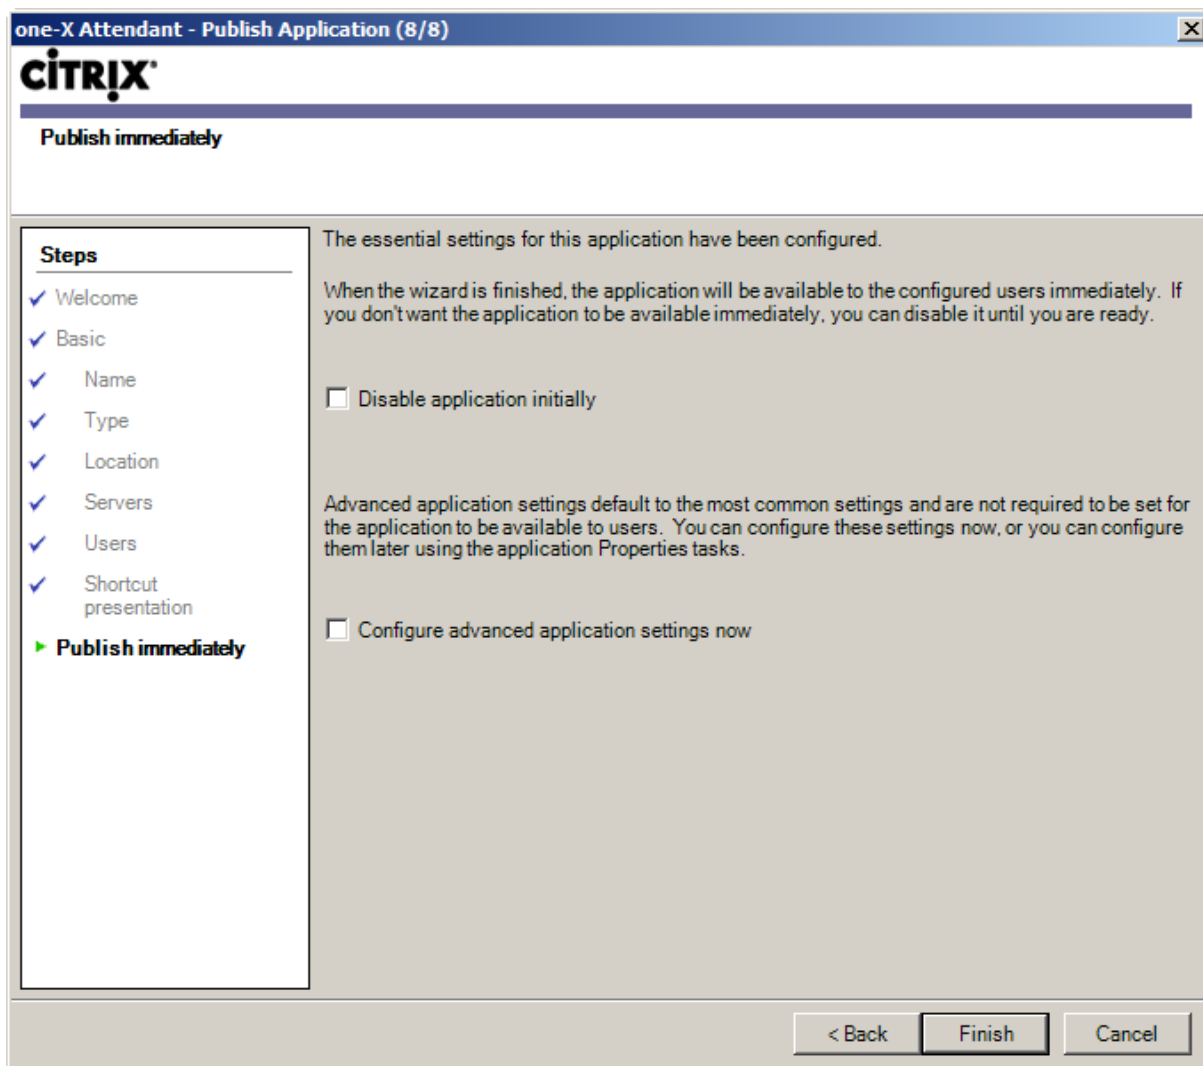 one-X Attendant - Publish Application (8/8)
CİTRIX®
Publish immediately
Steps
Welcome
Basic
Name
Type
Location
Servers
Users
Shortcut
presentation
Publish immediately
The essential settings for this application have been configured.
When the wizard is finished, the application will be available to the configured users immediately. If
you don't want the application to be available immediately, you can disable it until you are ready.
Disable application initially
Advanced application settings default to the most common settings and are not required to be set for
the application to be available to users. You can configure these settings now, or you can configure
them later using the application Properties tasks.
Configure advanced application settings now
< Back
Finish
Cancel